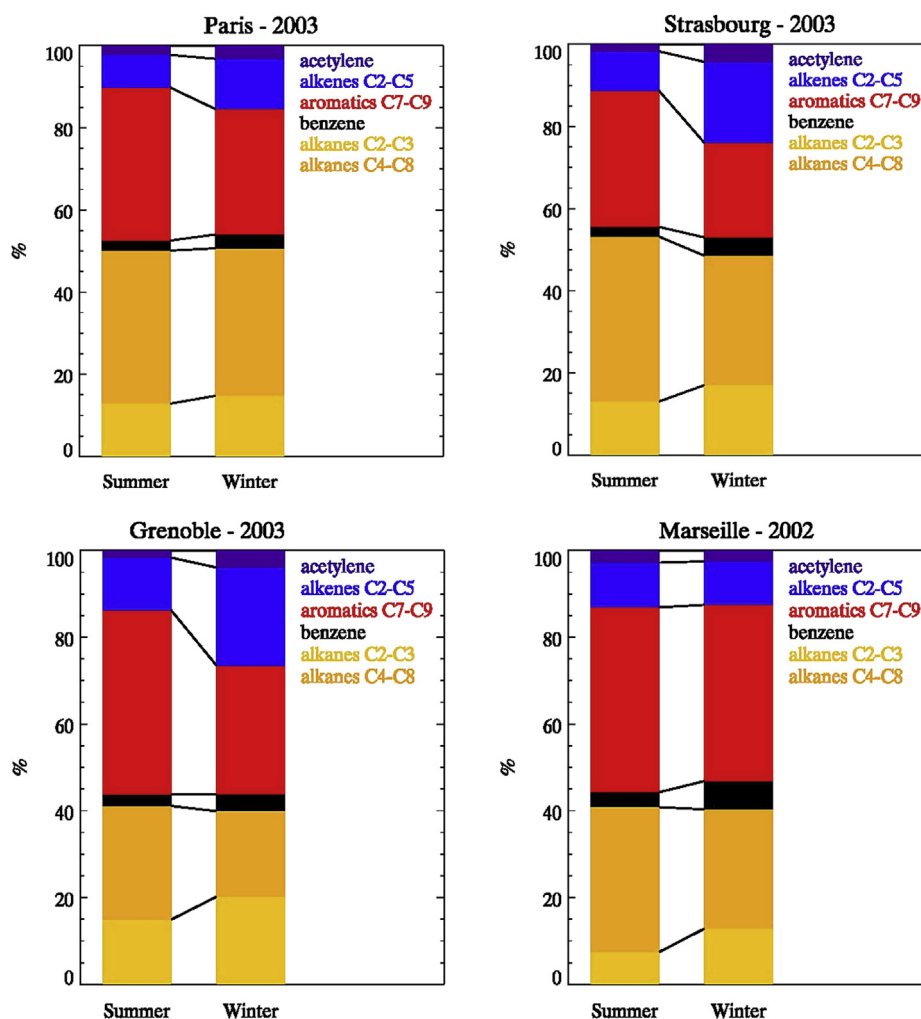 Paris - 2003
100
80
60
40
20
0
%
acetylene
alkenes C2-C5
aromatics C7-C9
benzene
alkanes C2-C3
alkanes C4-C8
Summer Winter
Strasbourg - 2003
100
80
60
40
20
0
%
acetylene
alkenes C2-C5
aromatics C7-C9
benzene
alkanes C2-C3
alkanes C4-C8
Summer Winter
Grenoble - 2003
100
80
60
40
20
0
%
acetylene
alkenes C2-C5
aromatics C7-C9
benzene
alkanes C2-C3
alkanes C4-C8
Summer Winter
Marseille - 2002
100
80
60
40
20
0
%
acetylene
alkenes C2-C5
aromatics C7-C9
benzene
alkanes C2-C3
alkanes C4-C8
Summer Winter